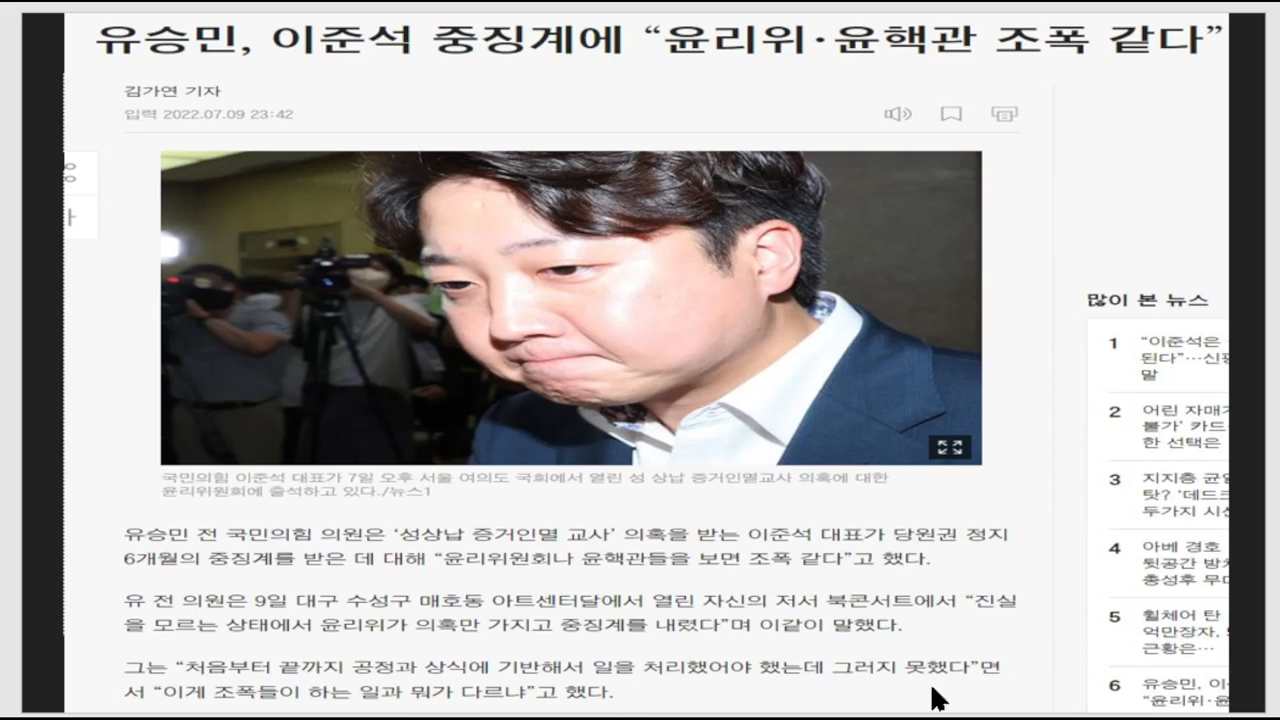 유승민, 이준석 중징계에 “윤리위·윤핵관 조폭 같다”
김가연 기자
입력 2022.07.09 23:42
국민의힘 이준석 대표가 7일 오후 서울 여의도 국회에서 열린 성 상납 증거인멸교사 의혹에 대한
윤리위원회에 출석하고 있다./뉴스1
유승민 전 국민의힘 의원은 ‘성상납 증거인멸 교사’ 의혹을 받는 이준석 대표가 당원권 정지
6개월의 중징계를 받은 데 대해 “윤리위원회나 윤핵관들을 보면 조폭 같다”고 했다.
유 전 의원은 9일 대구 수성구 매호동 아트센터달에서 열린 자신의 저서 북콘서트에서 “진실
을 모르는 상태에서 윤리위가 의혹만 가지고 중징계를 내렸다”며 이같이 말했다.
그는 “처음부터 끝까지 공정과 상식에 기반해서 일을 처리했어야 했는데 그러지 못했다”면
서 “이게 조폭들이 하는 일과 뭐가 다르냐”고 했다.
많이 본 뉴스
1 “이준석은
된다”…신평
말
2 어린 자매
불가’ 카드
한 선택은
3 지지층 균열
탓? ‘데드크
두가지 시선
4 아베 경호
뒷공간 방치
총성후 무
5 휠체어 탄
억만장자,
근황은…
6 유승민, 이
“윤리위·윤